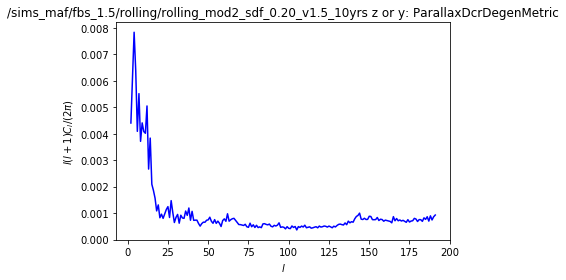 /sims_maf/fbs_1.5/rolling/rolling_mod2_sdf_0.20_v1.5_10yrs z or y: ParallaxDcrDegenMetric
0.008
0.007
0.006
0.005
0.004
0.003
0.002
0.001
0.000
l(l + 1)Cₗ/(2π)
0 25 50 75 100 125 150 175 200
l